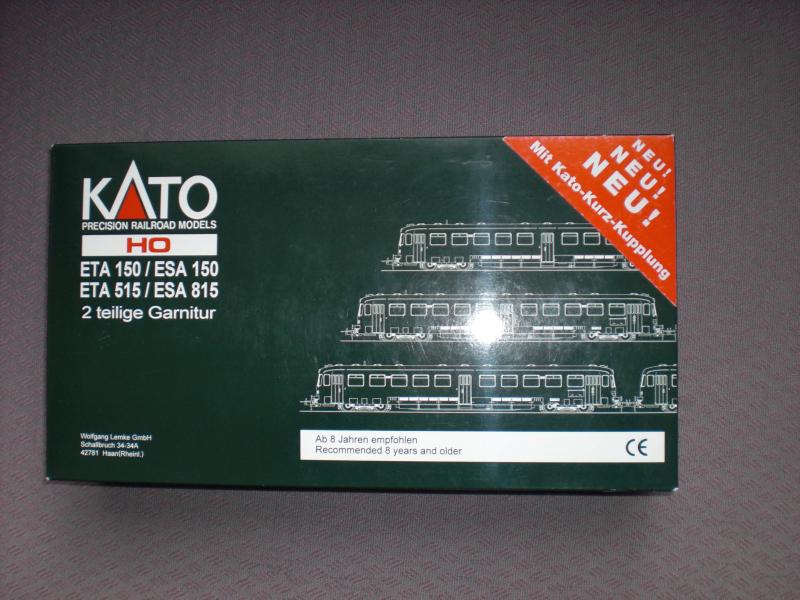 KATO
PRECISION RAILROAD MODELS
HO
ETA 150 / ESA 150
ETA 515 / ESA 815
2 teilige Garnitur
NEU!
NEU!
NEU!
Mit Kato-Kurz-Kupplung
Wolfgang Lemke GmbH
Schallbruch 34-34A
42781 Haan(Rheinl.)
Ab 8 Jahren empfohlen
Recommended 8 years and older
CE